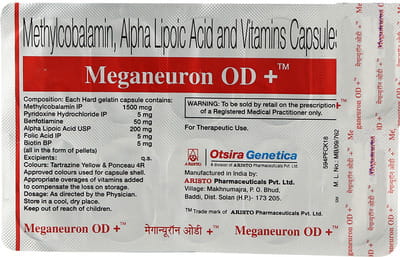 Methylcobalamin, Alpha Lipoic Acid and Vitamins Capsules
Meganeuron OD +™
Composition: Each Hard gelatin capsule contains:
Methylcobalamin IP 1500 mcg
Pyridoxine Hydrochloride IP 5 mg
Benfotiamine 50 mg
Alpha Lipoic Acid USP 200 mg
Folic Acid IP 5 mg
Biotin BP 5 mg
(all in the form of pellets)
Excipients: q.s.
Colours: Tartrazine Yellow & Ponceau 4R
Approved colours used for capsule shell.
Appropriate overages of vitamins added
to compensate the loss on storage.
Dosage: As directed by the Physician.
Store in a cool, dry place.
Keep out of reach of children.
WARNING: To be sold by retail on the prescription
of a Registered Medical Practitioner only.
For Therapeutic Use.
ARISTO
Otsira Genetica
A Division of ARISTO Pharmaceuticals Pvt. Ltd.
Manufactured in India by:
ARISTO Pharmaceuticals Pvt. Ltd.
Village: Makhnumajra, P. O. Bhud,
Baddi, Dist. Solan (H.P.)- 173 205.
™ Trade mark of ARISTO Pharmaceuticals Pvt. Ltd.
594PICK18
M. L. No. MB/09/762
Meganeuron OD +™ मेगान्यूरॉन ओडी +™ Meganeuron OD +™